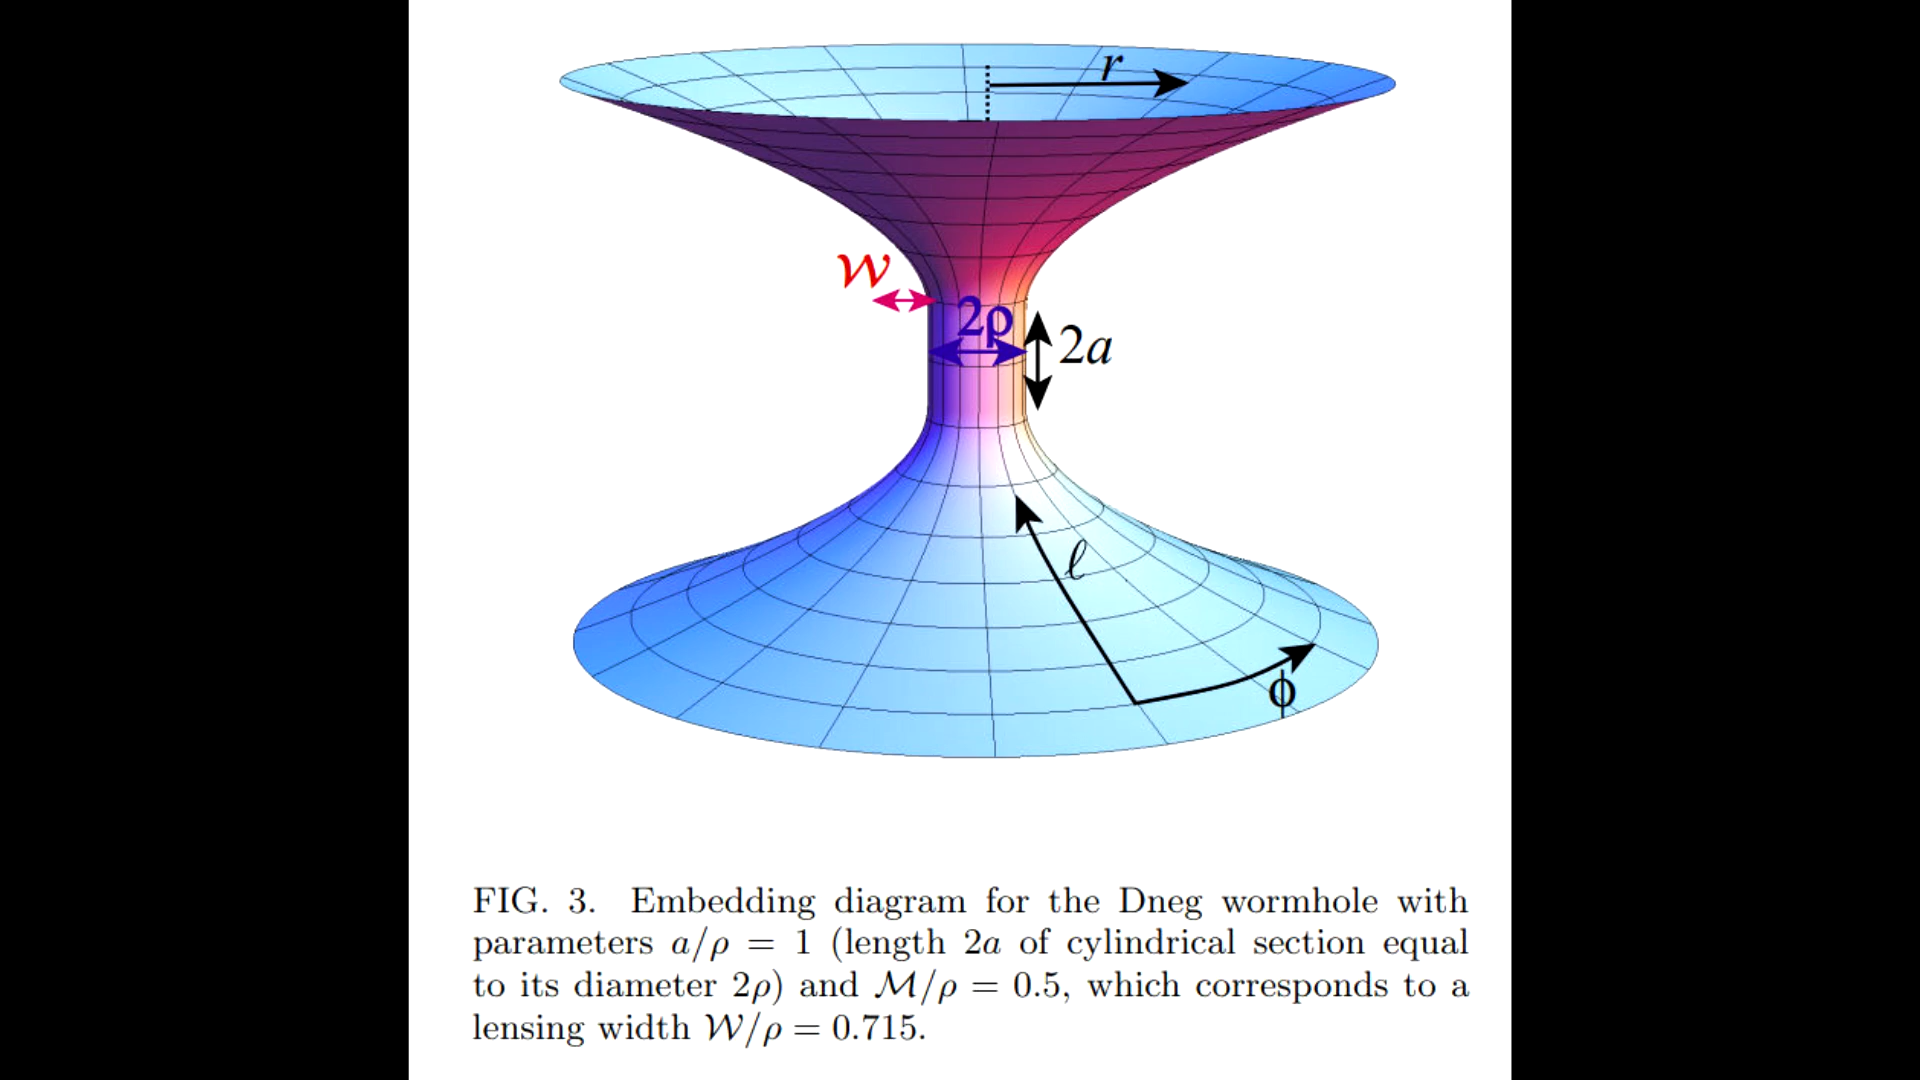 r
𝒲
2ρ
2a
ℓ
ϕ
FIG. 3. Embedding diagram for the Dneg wormhole with
parameters a/ρ = 1 (length 2a of cylindrical section equal
to its diameter 2ρ) and ℳ/ρ = 0.5, which corresponds to a
lensing width 𝒲/ρ = 0.715.